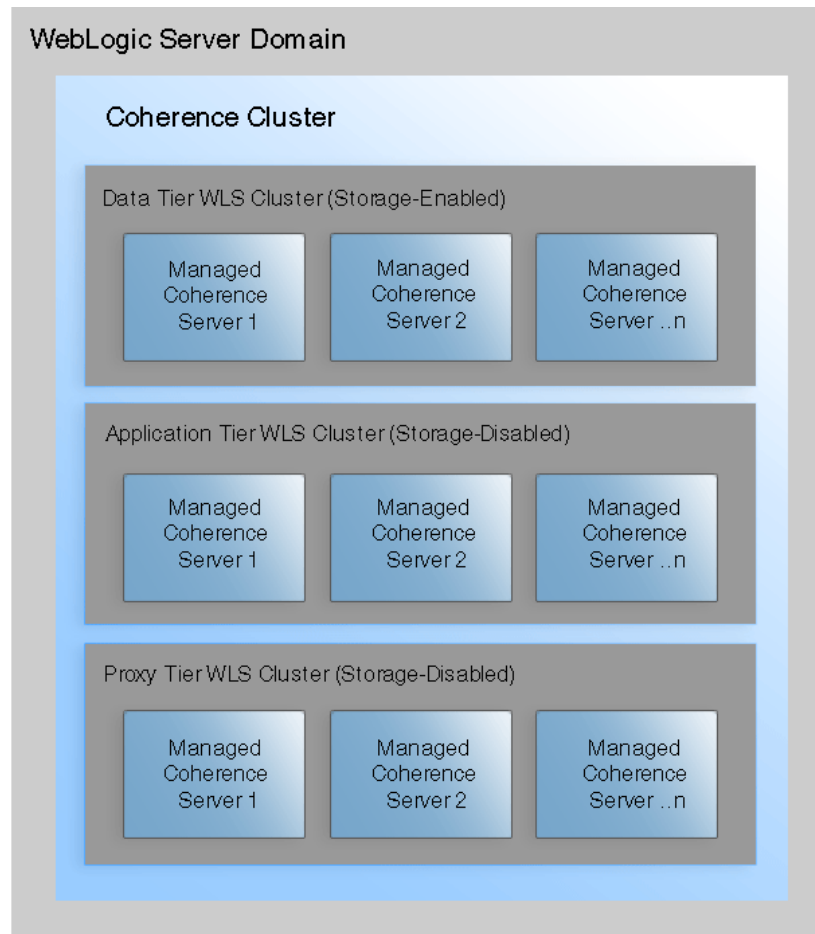 WebLogic Server Domain
Coherence Cluster
Data Tier WLS Cluster (Storage-Enabled)
Managed
Coherence
Server 1
Managed
Coherence
Server 2
Managed
Coherence
Server ..n
Application Tier WLS Cluster (Storage-Disabled)
Managed
Coherence
Server 1
Managed
Coherence
Server 2
Managed
Coherence
Server ..n
Proxy Tier WLS Cluster (Storage-Disabled)
Managed
Coherence
Server 1
Managed
Coherence
Server 2
Managed
Coherence
Server ..n